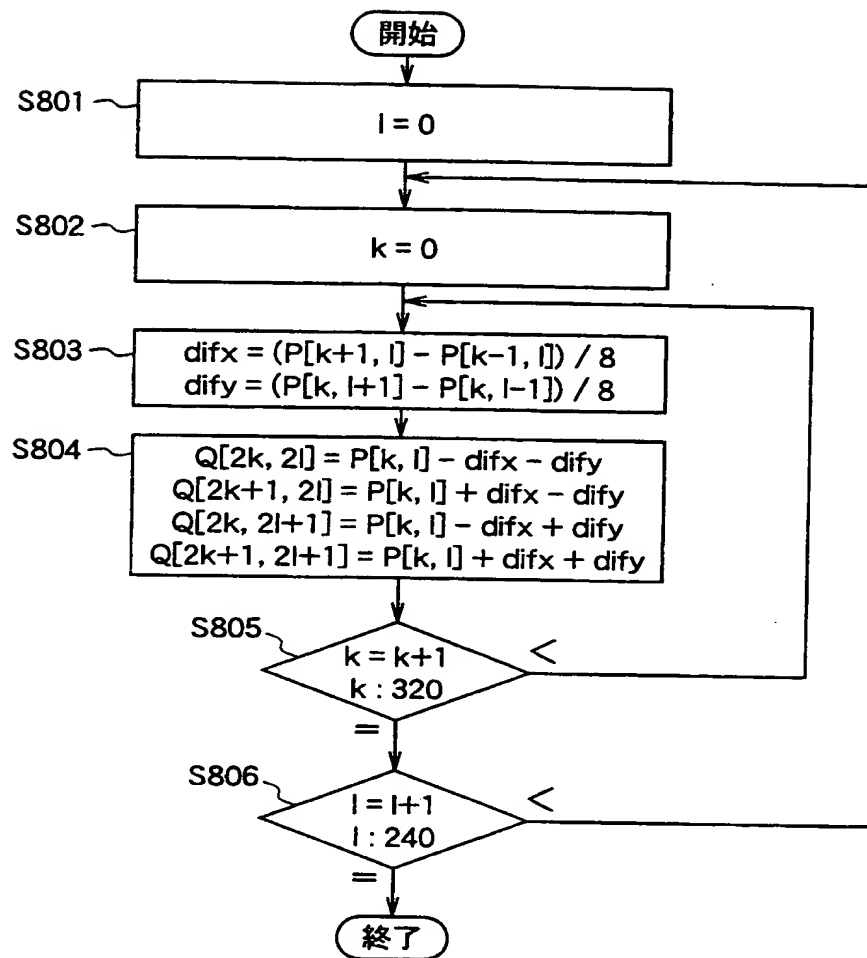 開始
S801
l = 0
S802
k = 0
S803
difx = (P[k+1, l] - P[k-1, l]) / 8
dify = (P[k, l+1] - P[k, l-1]) / 8
S804
Q[2k, 2l] = P[k, l] - difx - dify
Q[2k+1, 2l] = P[k, l] + difx - dify
Q[2k, 2l+1] = P[k, l] - difx + dify
Q[2k+1, 2l+1] = P[k, l] + difx + dify
S805
k = k+1
k : 320
<
=
S806
l = l+1
l : 240
<
=
終了